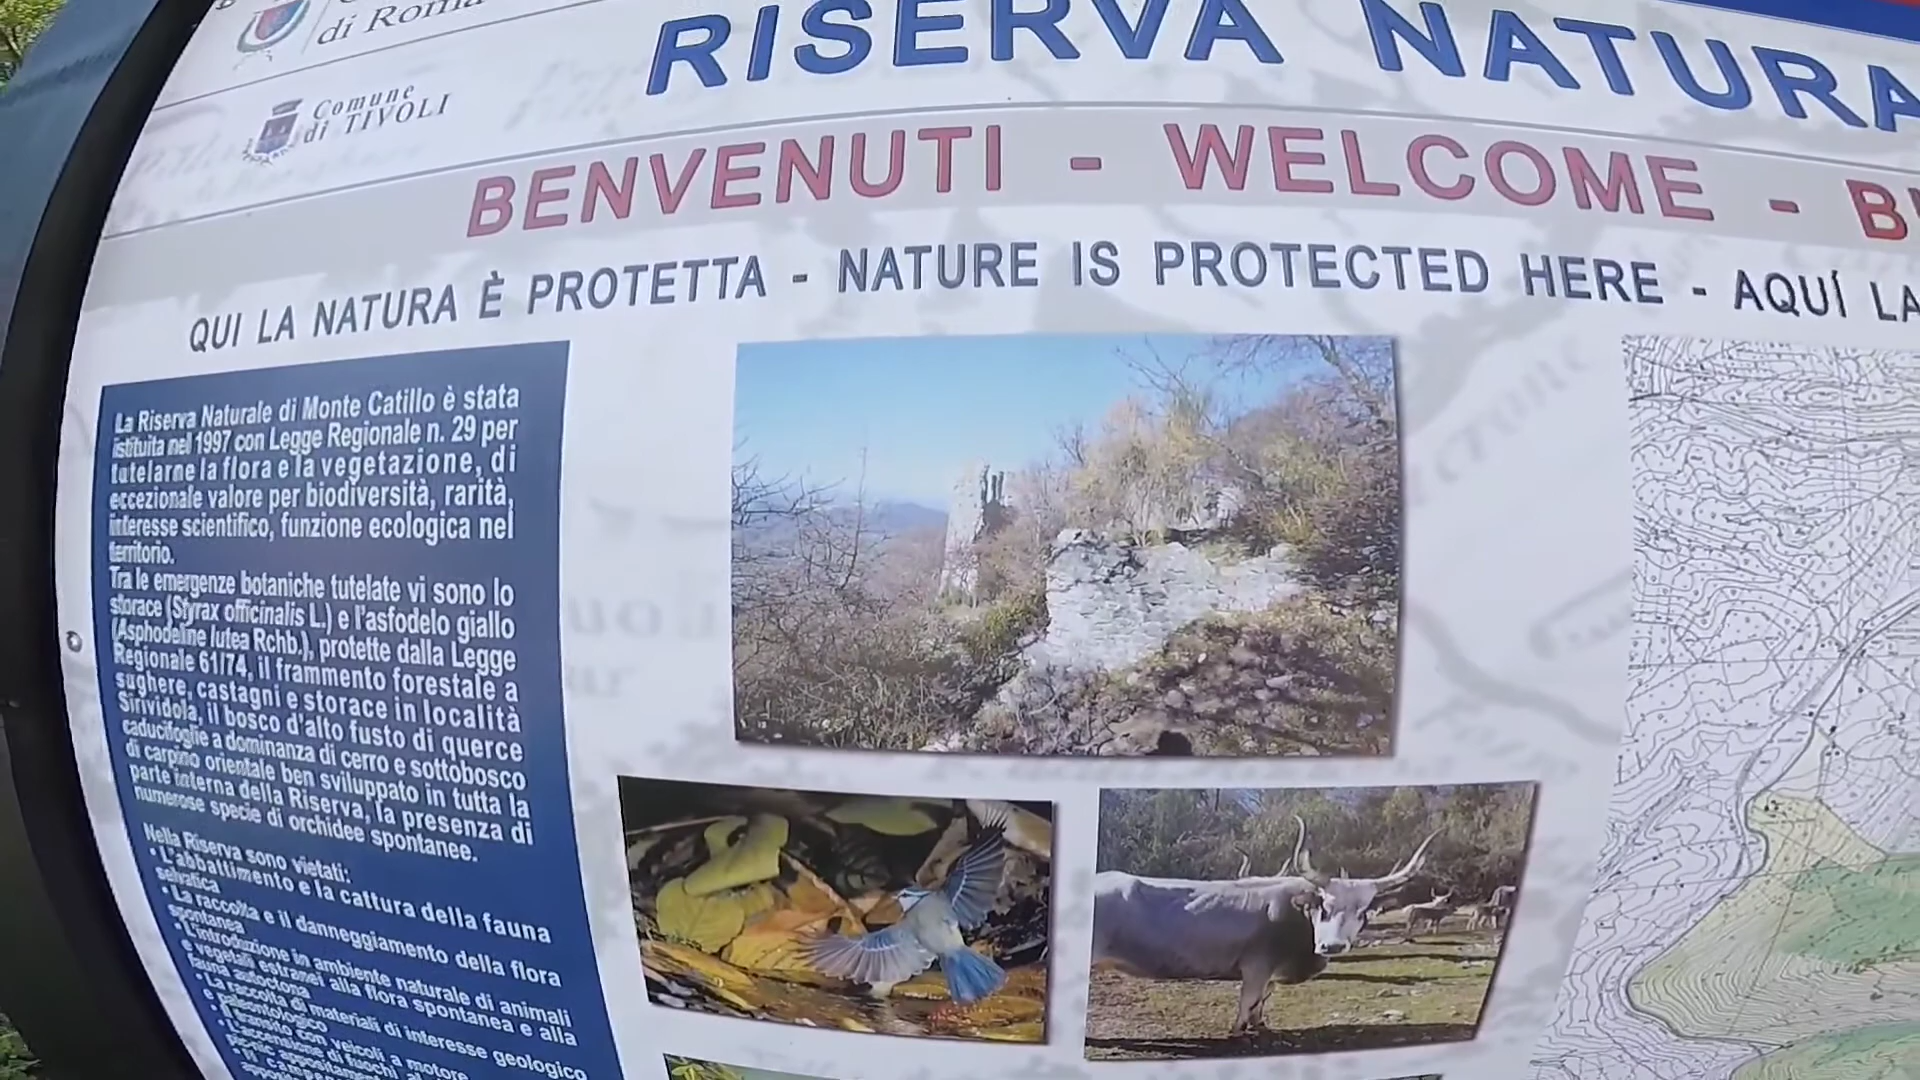 di Roma
RISERVA NATURA
Comune
di TIVOLI
BENVENUTI - WELCOME -
QUI LA NATURA È PROTETTA - NATURE IS PROTECTED HERE - AQUÍ LA
La Riserva Naturale di Monte Catillo è stata
istituita nel 1997 con Legge Regionale n. 29 per
tutelarne la flora e la vegetazione, di
eccezionale valore per biodiversità, rarità,
interesse scientifico, funzione ecologica nel
territorio.
Tra le emergenze botaniche tutelate vi sono lo
storace (Styrax officinalis L.) e l'asfodelo giallo
(Asphodeline lutea Rchb.), protette dalla Legge
Regionale 61/74, il frammento forestale a
sughere, castagni e storace in località
Sirividola, il bosco d'alto fusto di querce
caducifoglie a dominanza di cerro e sottobosco
di carpino orientale ben sviluppato in tutta la
parte interna della Riserva, la presenza di
numerose specie di orchidee spontanee.
Nella Riserva sono vietati:
• L'abbattimento e la cattura della fauna
selvatica
• La raccolta e il danneggiamento della flora
spontanea
• L'introduzione in ambiente naturale di animali
e vegetali estranei alla flora spontanea e alla
fauna autoctona
• La raccolta di materiali di interesse geologico
e paleontologico
• Il transito con veicoli a motore
• L'accensione di fuochi